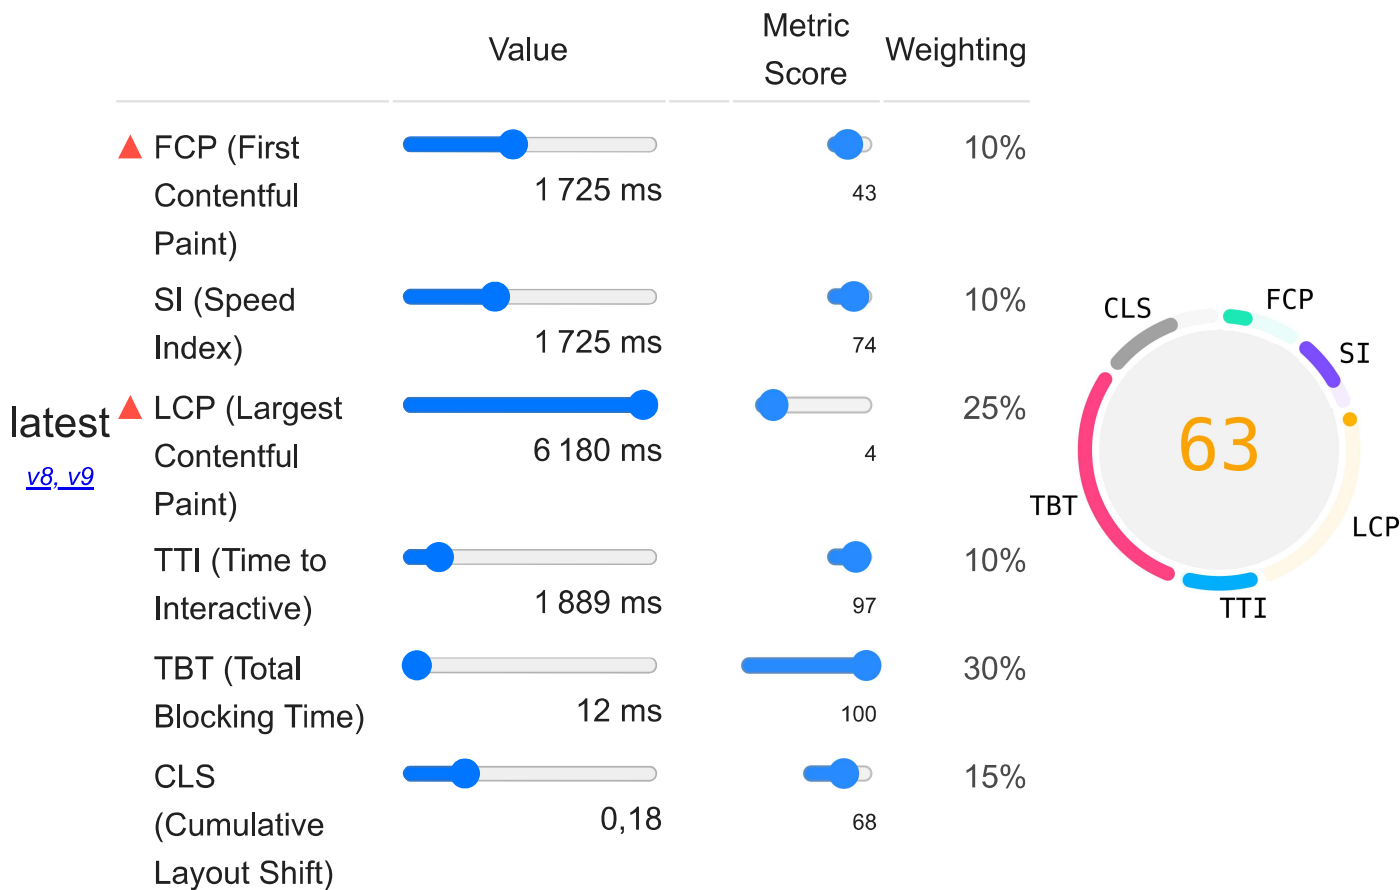 Value
Metric
Score
Weighting
FCP (First
Contentful
Paint)
1 725 ms
43
10%
SI (Speed
Index)
1 725 ms
74
10%
latest
v8, v9
LCP (Largest
Contentful
Paint)
6 180 ms
4
25%
TTI (Time to
Interactive)
1 889 ms
97
10%
TBT (Total
Blocking Time)
12 ms
100
30%
CLS
(Cumulative
Layout Shift)
0,18
68
15%
CLS
FCP
SI
63
TBT
LCP
TTI